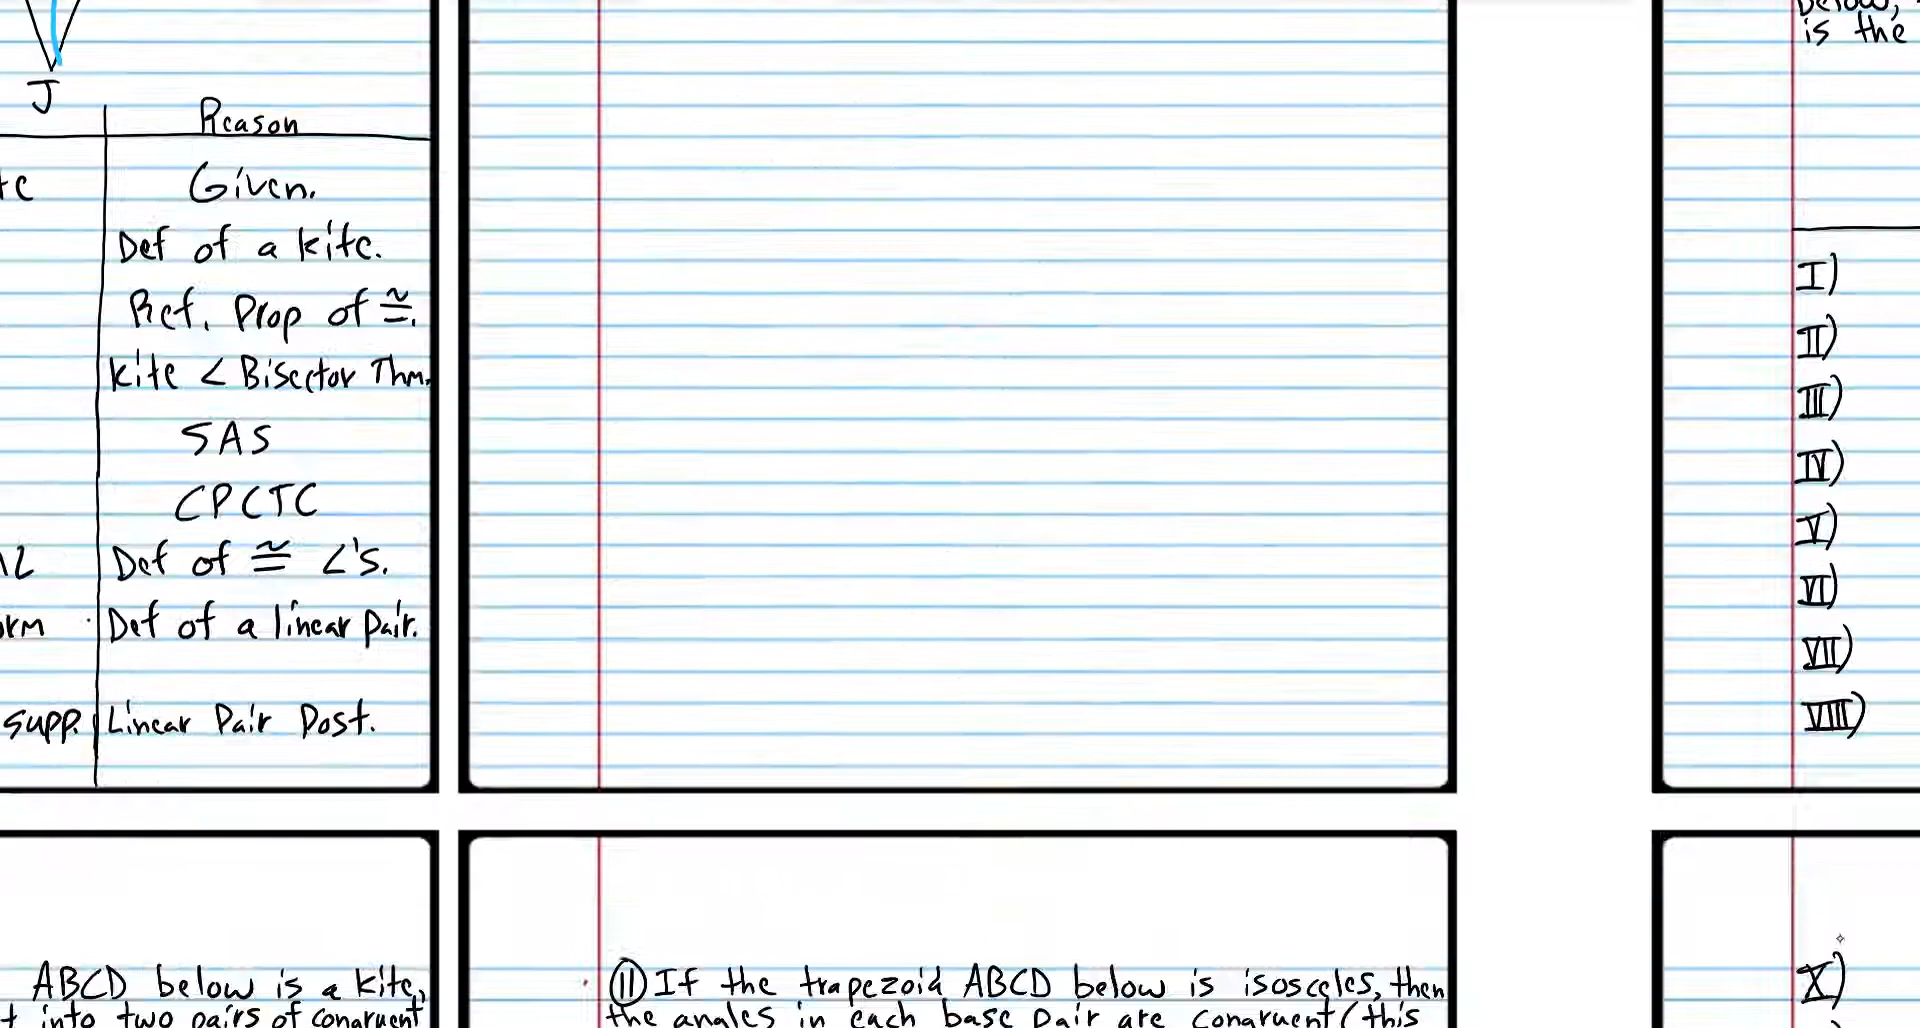 J
Reason
Given.
Def of a kite.
Ref. Prop of ≅.
kite < Bisector Thm.
SAS
CPCTC
Def of ≅ <'s.
Def of a linear pair.
supp. Linear Pair Post.
ABCD below is a kite,
into two pairs of congruent
⑪ If the trapezoid ABCD below is isosceles, then
the angles in each base pair are congruent (this
below,
is the
I)
II)
III)
IV)
V)
VI)
VII)
VIII)
X)